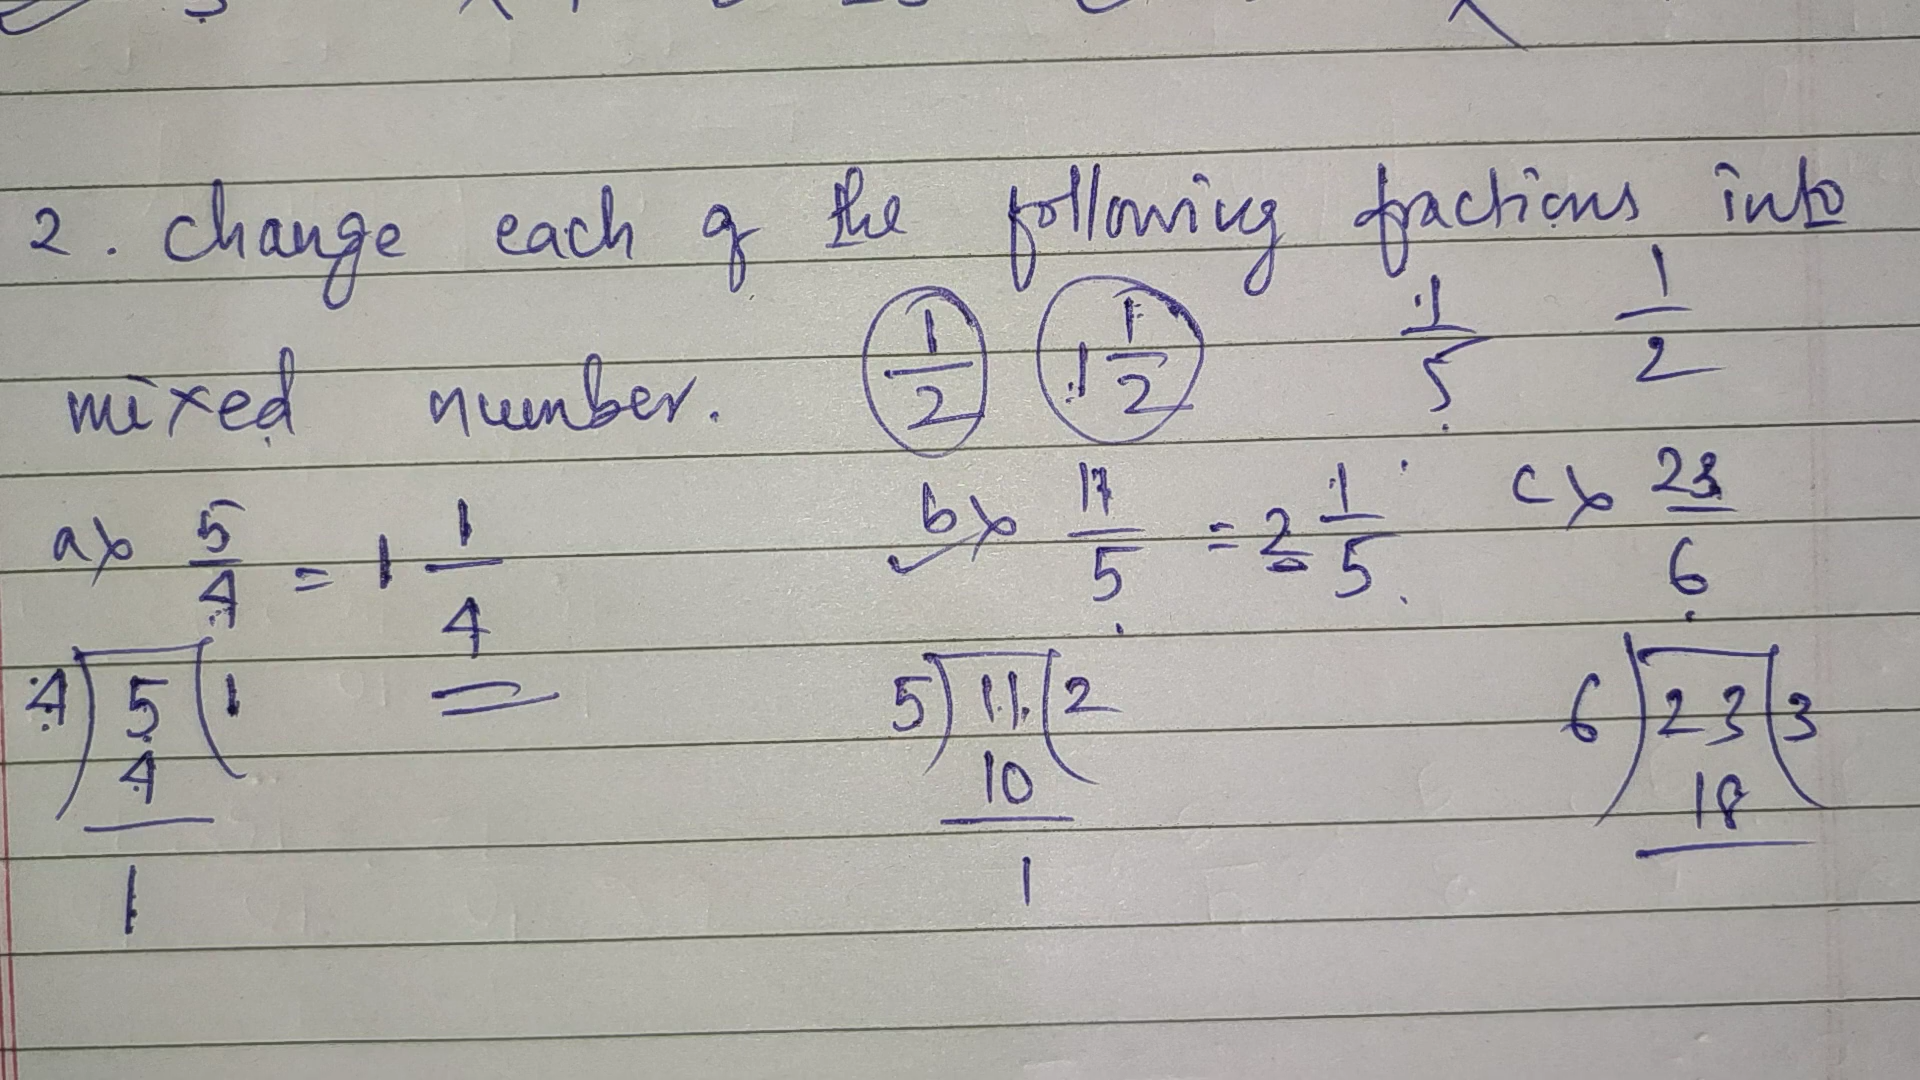 2. Change each of the following fractions into
mixed number. 1/2 1 1/2 1/5 1/2
a) 5/4 = 1 1/4 b) 11/5 = 2 1/5 c) 23/6
4) 5 (1 5) 11 (2 6) 23 (3
4 10 18
1 1